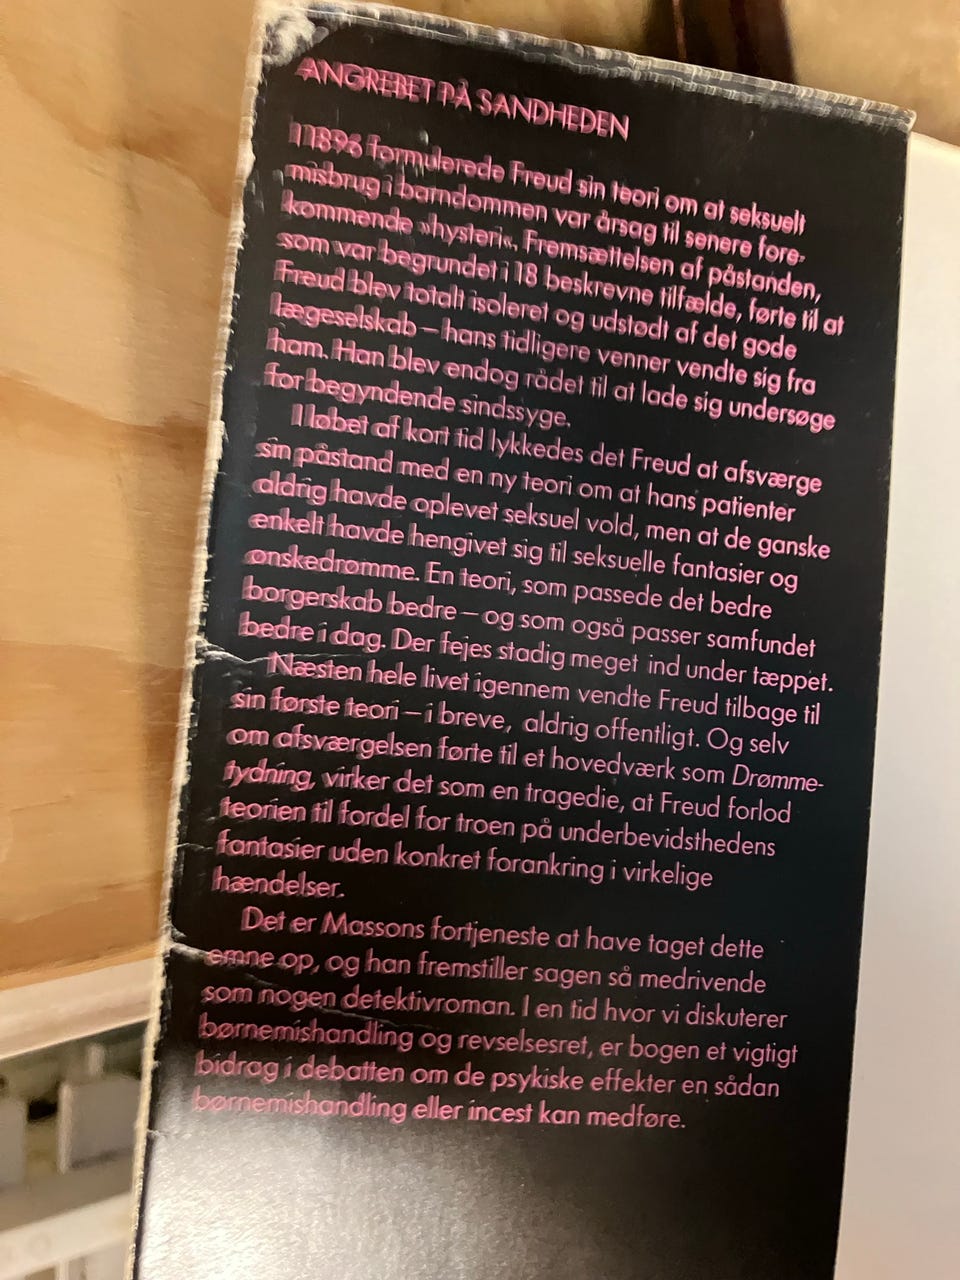 ANGREBET PÅ SANDHEDEN
I 1896 formulerede Freud sin teori om at seksuelt
misbrug i barndommen var årsag til senere fore-
kommende »hysteri«. Fremsættelsen af påstanden,
som var begrundet i 18 beskrevne tilfælde, førte til at
Freud blev totalt isoleret og udstødt af det gode
lægeselskab – hans tidligere venner vendte sig fra
ham. Han blev endog rådet til at lade sig undersøge
for begyndende sindssyge.
I løbet af kort tid lykkedes det Freud at afsværge
sin påstand med en ny teori om at hans patienter
aldrig havde oplevet seksuel vold, men at de ganske
enkelt havde hengivet sig til seksuelle fantasier og
ønskedrømme. En teori, som passede det bedre
borgerskab bedre – og som også passer samfundet
bedre i dag. Der fejes stadig meget ind under tæppet.
Næsten hele livet igennem vendte Freud tilbage til
sin første teori – i breve, aldrig offentligt. Og selv
om afsværgelsen førte til et hovedværk som Drømme-
tydning, virker det som en tragedie, at Freud forlod
teorien til fordel for troen på underbevidsthedens
fantasier uden konkret forankring i virkelige
hændelser.
Det er Massons fortjeneste at have taget dette
emne op, og han fremstiller sagen så medrivende
som nogen detektivroman. I en tid hvor vi diskuterer
børnemishandling og revselsesret, er bogen et vigtigt
bidrag i debatten om de psykiske effekter en sådan
børnemishandling eller incest kan medføre.